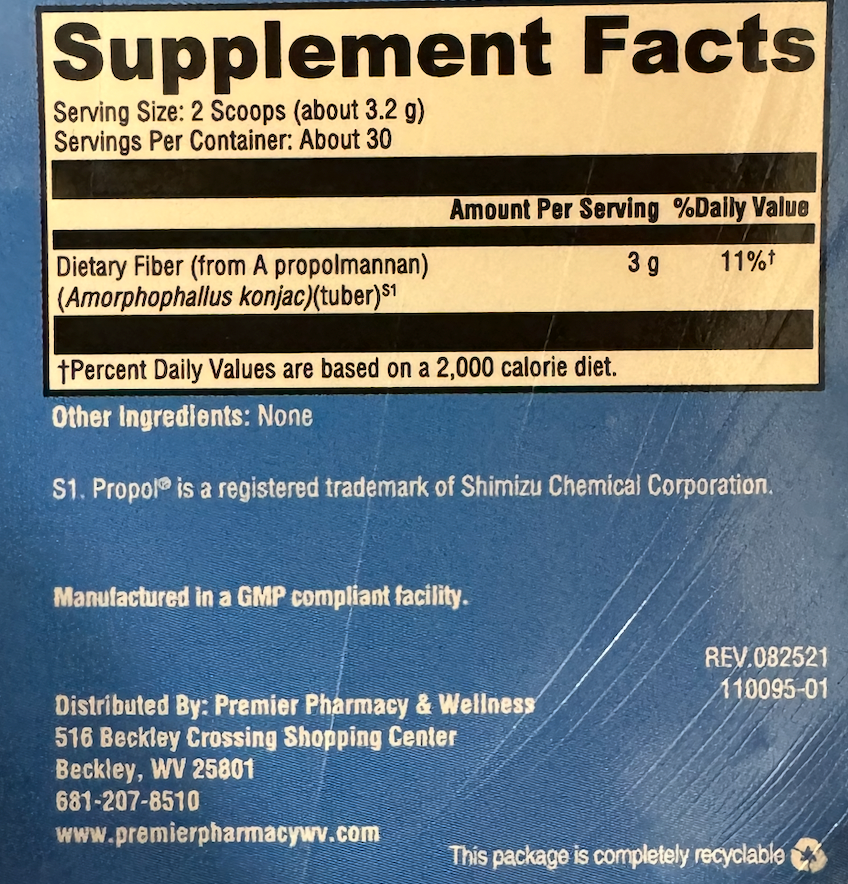 Supplement Facts
Serving Size: 2 Scoops (about 3.2 g)
Servings Per Container: About 30
Amount Per Serving %Daily Value
Dietary Fiber (from A propolmannan) 3 g 11%†
(Amorphophallus konjac)(tuber)S1
†Percent Daily Values are based on a 2,000 calorie diet.
Other Ingredients: None
S1. Propol® is a registered trademark of Shimizu Chemical Corporation.
Manufactured in a GMP compliant facility.
REV.082521
110095-01
Distributed By: Premier Pharmacy & Wellness
516 Beckley Crossing Shopping Center
Beckley, WV 25801
681-207-8510
www.premierpharmacywv.com
This package is completely recyclable